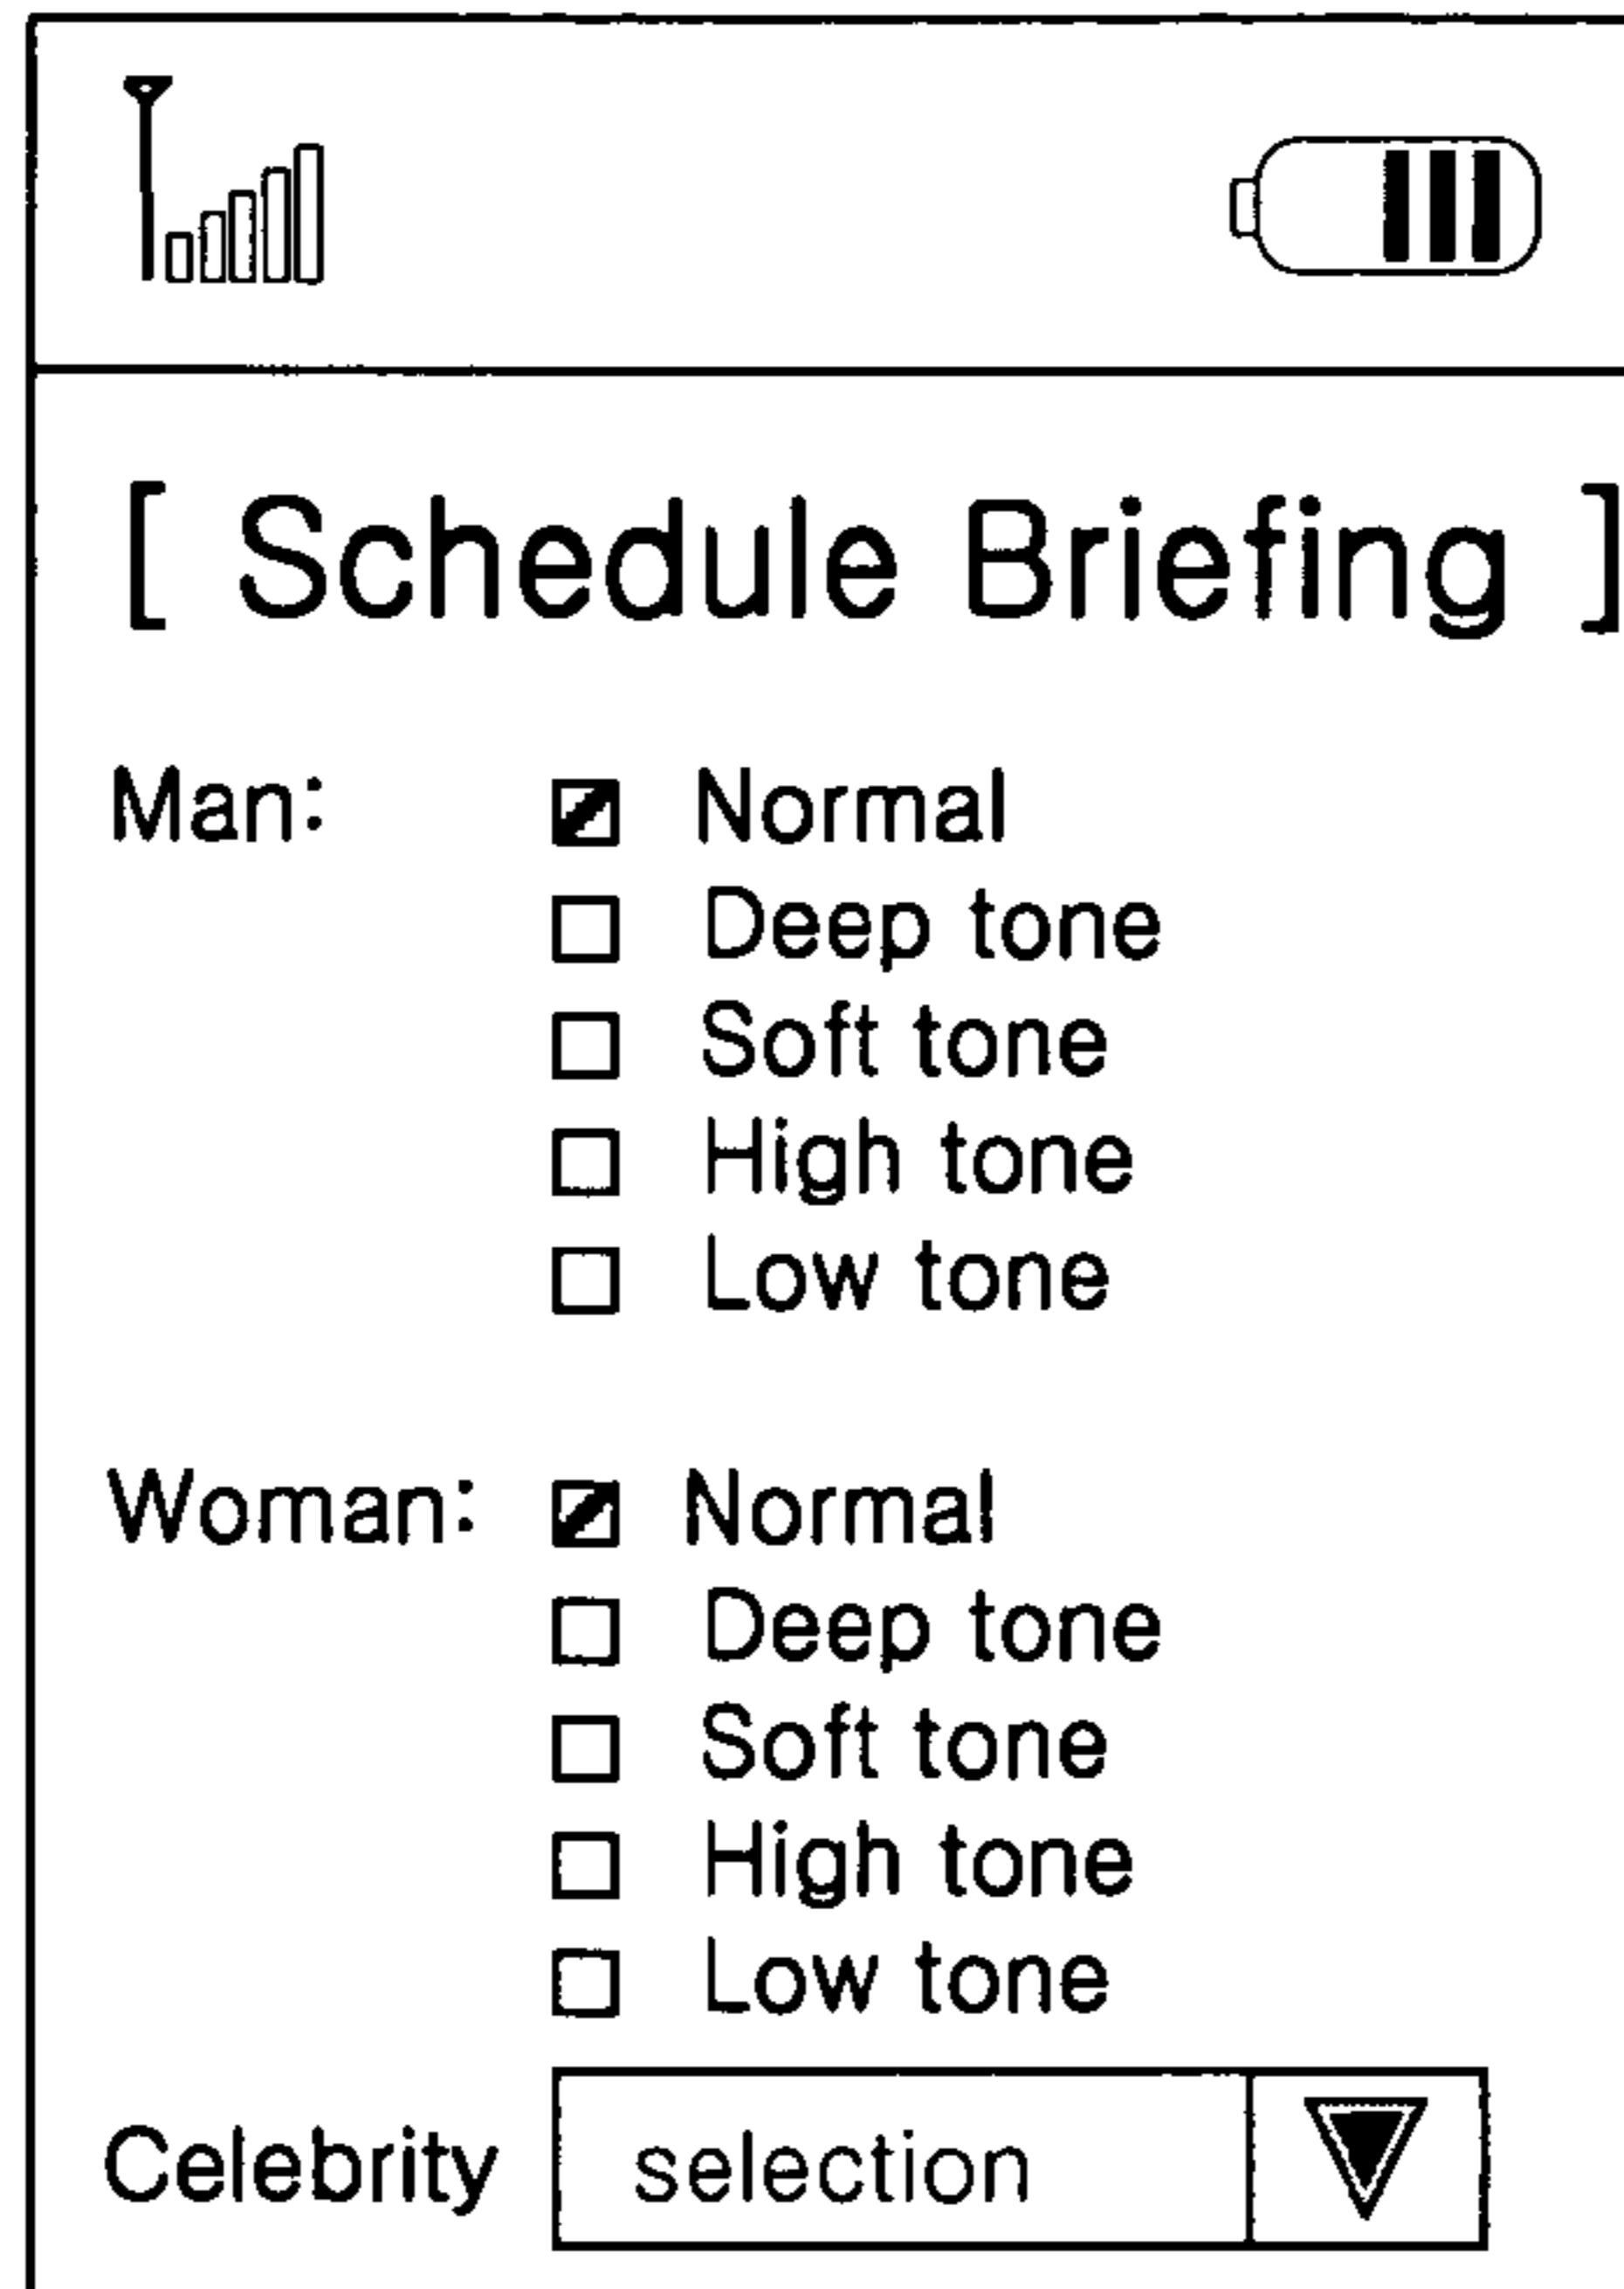 [ Schedule Briefing ]
Man: Normal
Deep tone
Soft tone
High tone
Low tone
Woman: Normal
Deep tone
Soft tone
High tone
Low tone
Celebrity selection